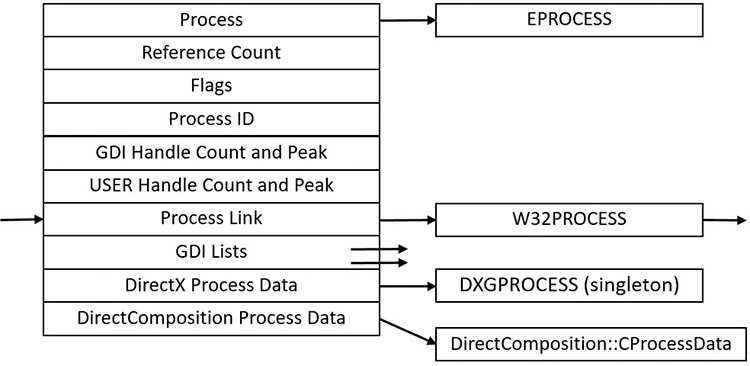 Process
EPROCESS
Reference Count
Flags
Process ID
GDI Handle Count and Peak
USER Handle Count and Peak
Process Link
W32PROCESS
GDI Lists
DirectX Process Data
DXGPROCESS (singleton)
DirectComposition Process Data
DirectComposition::CProcessData